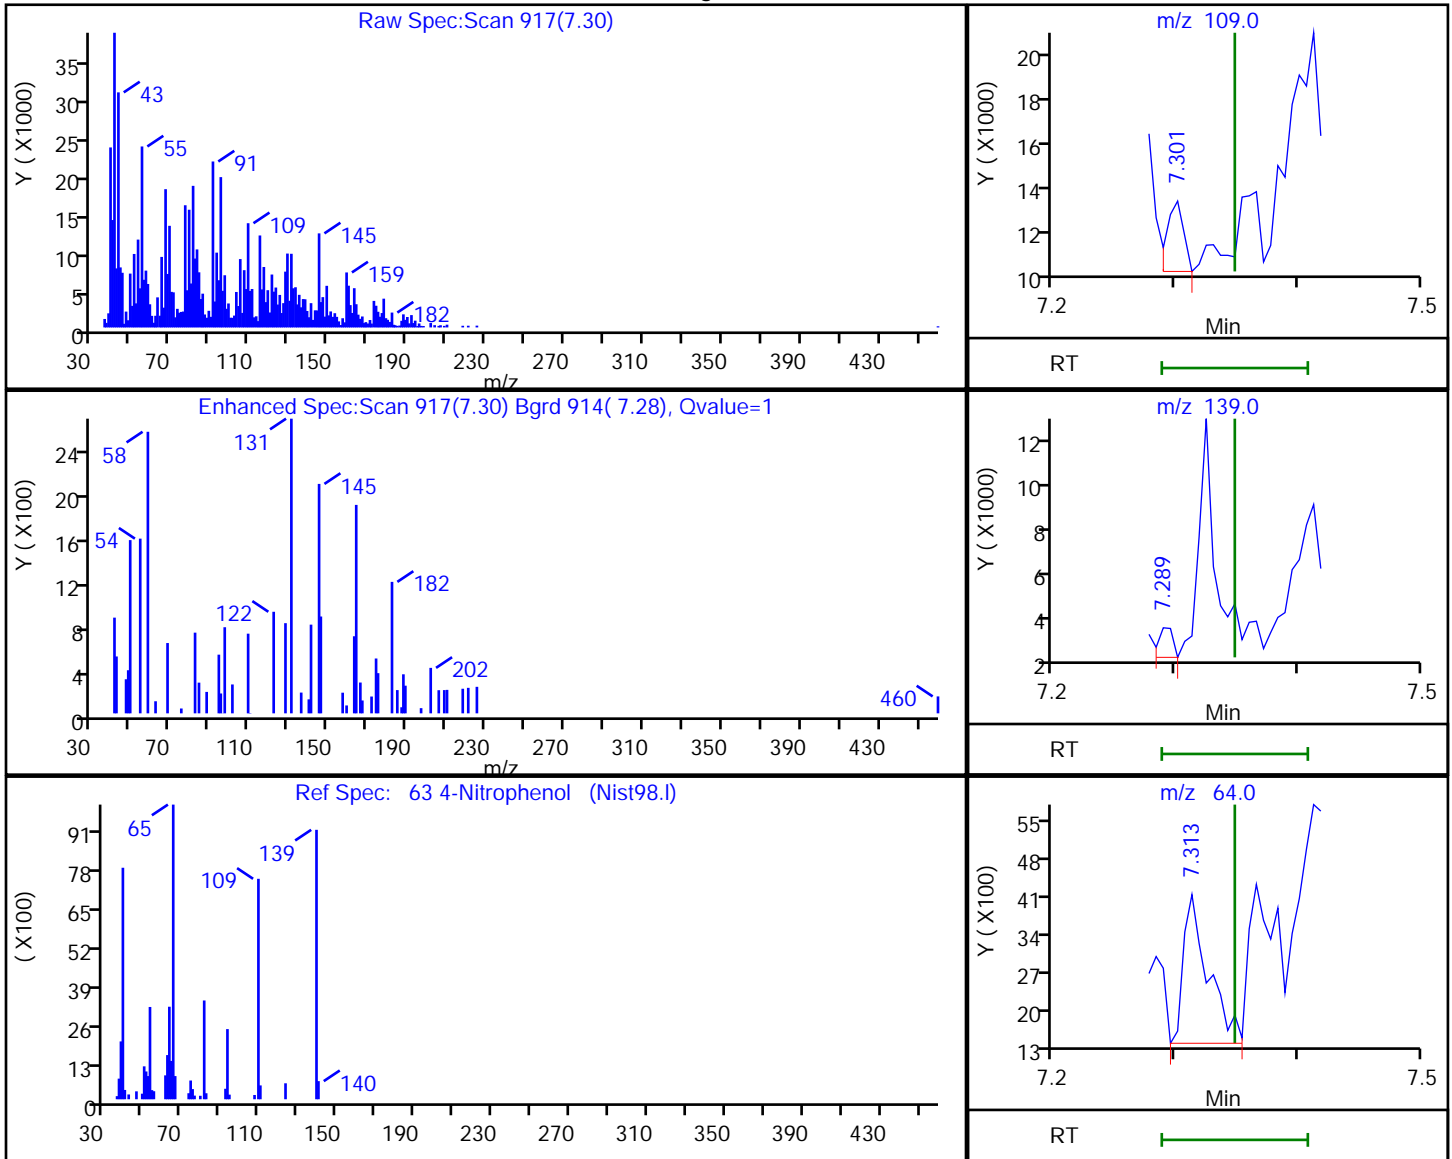 Raw Spec:Scan 917(7.30)
Y ( X1000)
35
30
25
20
15
10
5
0
43
55
91
109
145
159
182
30 70 110 150 190 230 270 310 350 390 430
m/z
m/z 109.0
Y ( X1000)
20
18
16
14
12
10
7.301
7.2 7.5
Min
RT
Enhanced Spec:Scan 917(7.30) Bgrd 914( 7.28), Qvalue=1
Y ( X100)
24
20
16
12
8
4
0
58
54
131
145
122
182
202
460
30 70 110 150 190 230 270 310 350 390 430
m/z
m/z 139.0
Y ( X1000)
12
10
8
6
4
2
7.289
7.2 7.5
Min
RT
Ref Spec: 63 4-Nitrophenol (Nist98.l)
( X100)
91
78
65
52
39
26
13
0
65
139
109
140
30 70 110 150 190 230 270 310 350 390 430
m/z 64.0
Y ( X100)
55
48
41
34
27
20
13
7.313
7.2 7.5
Min
RT